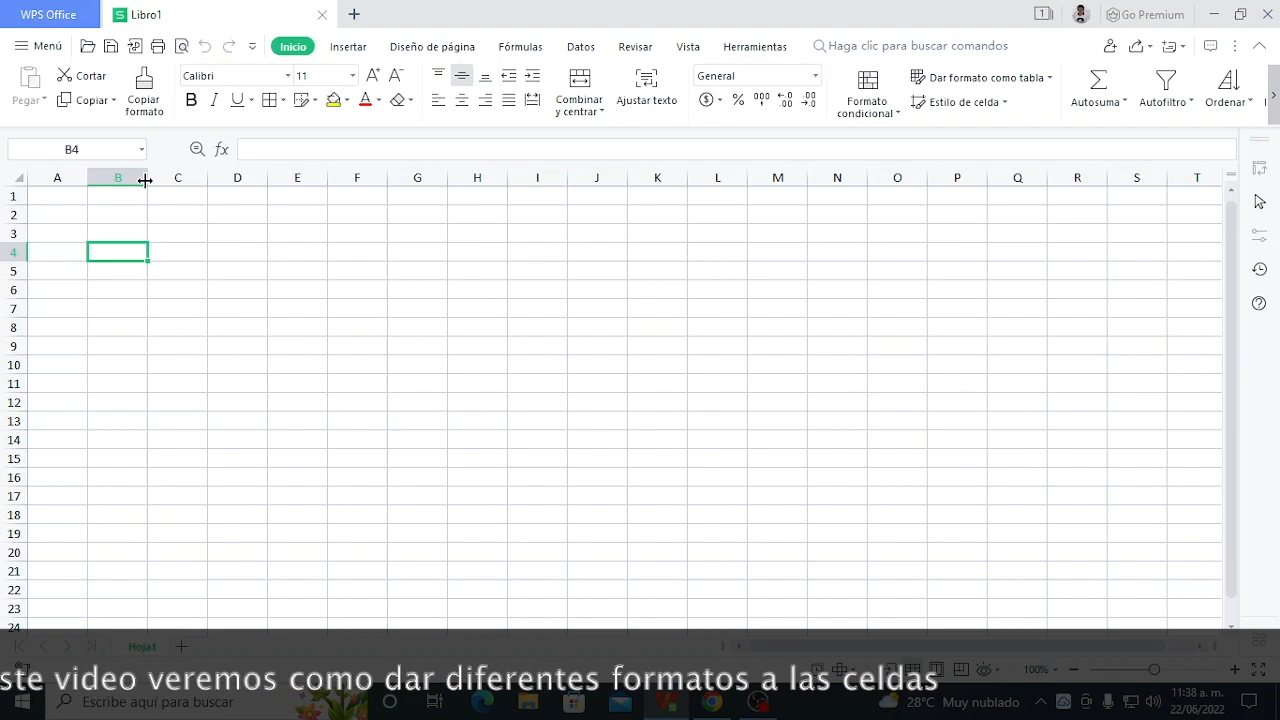 WPS Office
Libro1
Go Premium
Menú
Inicio
Insertar
Diseño de página
Fórmulas
Datos
Revisar
Vista
Herramientas
Haga clic para buscar comandos
Pegar
Cortar
Copiar
Copiar formato
Calibri
11
Combinar y centrar
Ajustar texto
General
Formato condicional
Dar formato como tabla
Estilo de celda
Autosuma
Autofiltro
Ordenar
B4
A B C D E F G H I J K L M N O P Q R S T
1
2
3
4
5
6
7
8
9
10
11
12
13
14
15
16
17
18
19
20
21
22
23
24
Hoja1
100%
ste video veremos como dar diferentes formatos a las celdas
Escribe aquí para buscar
28°C Muy nublado
11:38 a. m.
22/06/2022